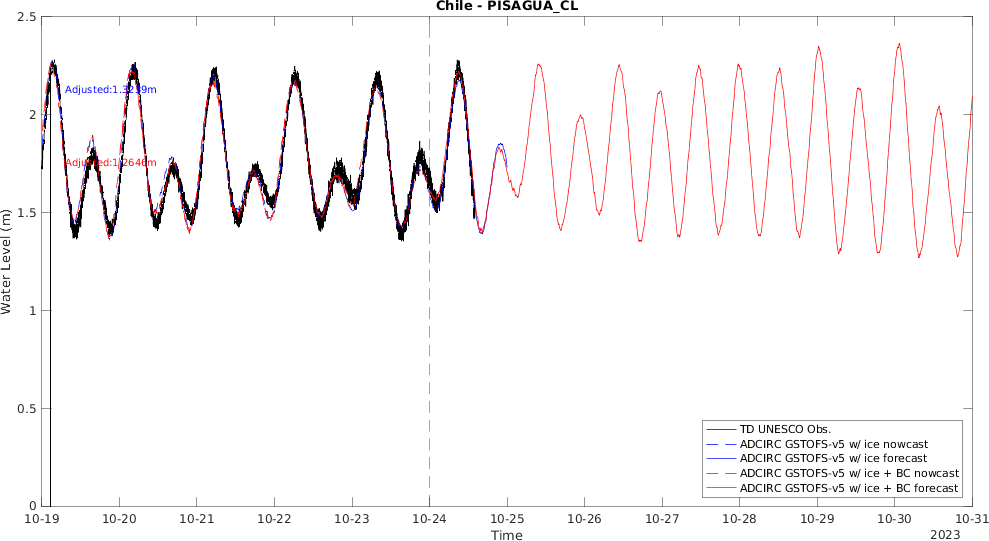 Chile - PISAGUA_CL
2.5
2
1.5
1
0.5
0
Water Level (m)
Adjusted:1.3259m
Adjusted:1.2646m
TD UNESCO Obs.
ADCIRC GSTOFS-v5 w/ ice nowcast
ADCIRC GSTOFS-v5 w/ ice forecast
ADCIRC GSTOFS-v5 w/ ice + BC nowcast
ADCIRC GSTOFS-v5 w/ ice + BC forecast
10-19 10-20 10-21 10-22 10-23 10-24 10-25 10-26 10-27 10-28 10-29 10-30 10-31
Time
2023